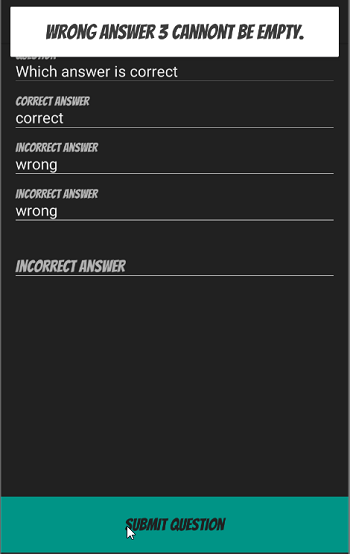 WRONG ANSWER 3 CANNONT BE EMPTY.
QUESTION
Which answer is correct
CORRECT ANSWER
correct
INCORRECT ANSWER
wrong
INCORRECT ANSWER
wrong
INCORRECT ANSWER
SUBMIT QUESTION